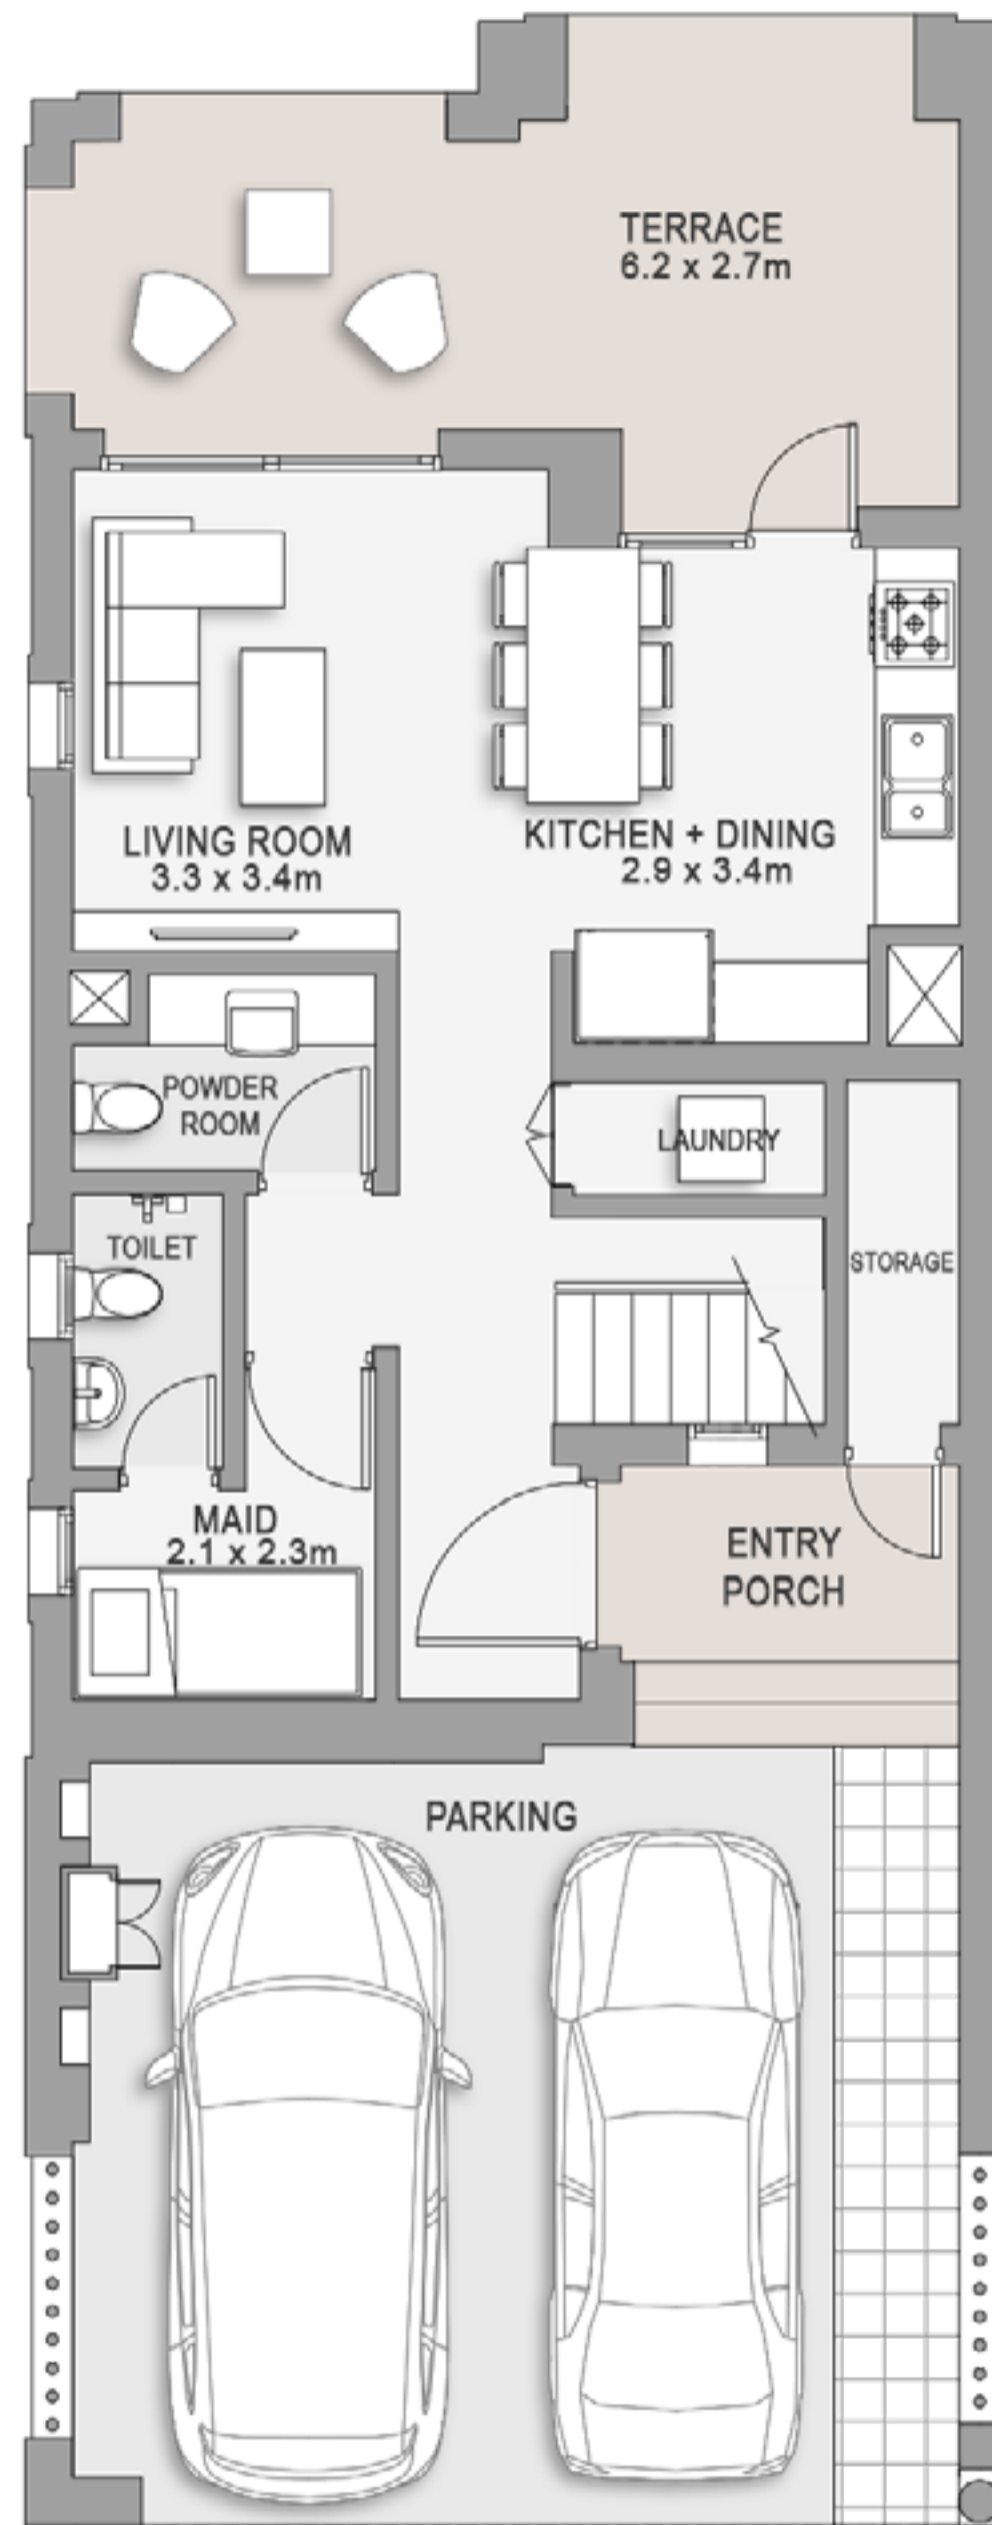 TERRACE
6.2 x 2.7m
LIVING ROOM
3.3 x 3.4m
KITCHEN + DINING
2.9 x 3.4m
POWDER
ROOM
LAUNDRY
TOILET
STORAGE
MAID
2.1 x 2.3m
ENTRY
PORCH
PARKING